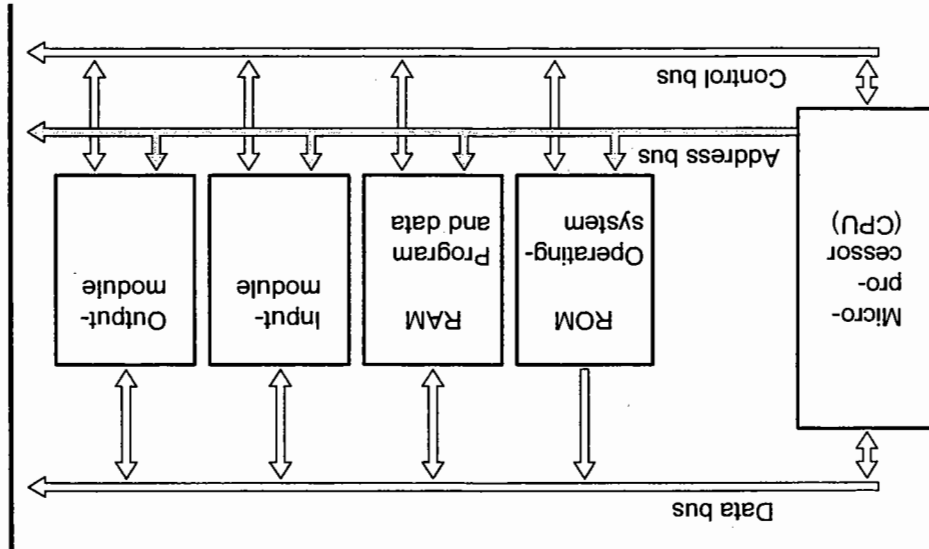 Data bus
Micro-
pro-
cessor
(CPU)
ROM
Operating-
system
RAM
Program
and data
Input-
module
Output-
module
Address bus
Control bus